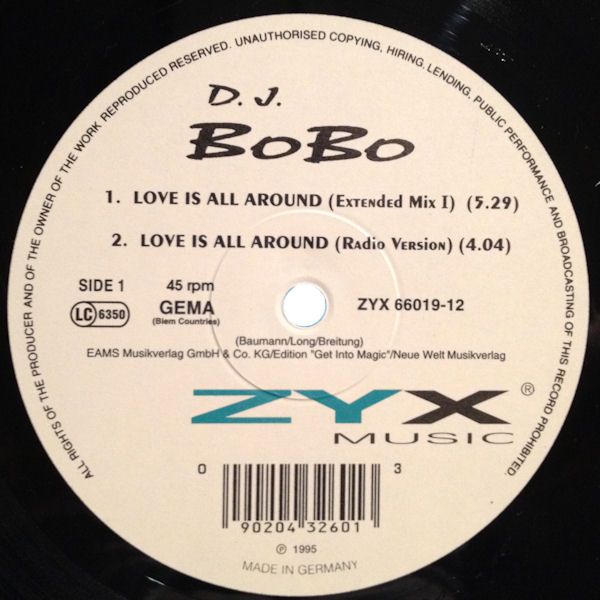 ALL RIGHTS OF THE PRODUCER AND OF THE OWNER OF THE WORK REPRODUCED RESERVED. UNAUTHORISED COPYING, HIRING, LENDING, PUBLIC PERFORMANCE AND BROADCASTING OF THIS RECORD PROHIBITED.
D. J.
BoBo
1. LOVE IS ALL AROUND (Extended Mix I) (5.29)
2. LOVE IS ALL AROUND (Radio Version) (4.04)
SIDE 1 45 rpm
LC 6350 GEMA ZYX 66019-12
(Biem Countries)
(Baumann/Long/Breitung)
EAMS Musikverlag GmbH & Co. KG/Edition "Get Into Magic"/Neue Welt Musikverlag
ZYX ®
MUSIC
0 3
90204 32601
℗ 1995
MADE IN GERMANY